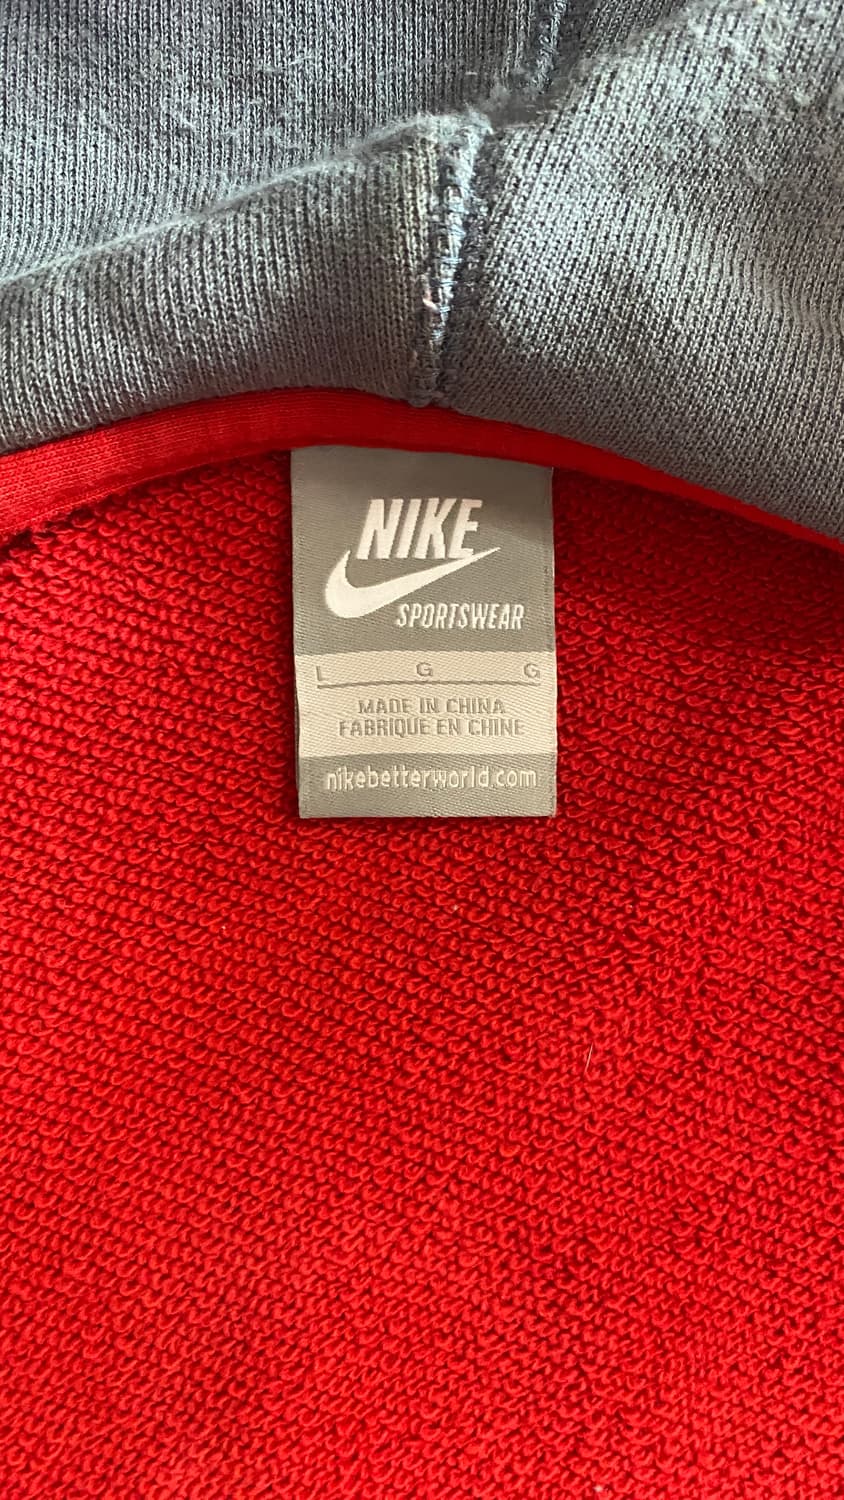 NIKE
SPORTSWEAR
L G G
MADE IN CHINA
FABRIQUE EN CHINE
nikebetterworld.com